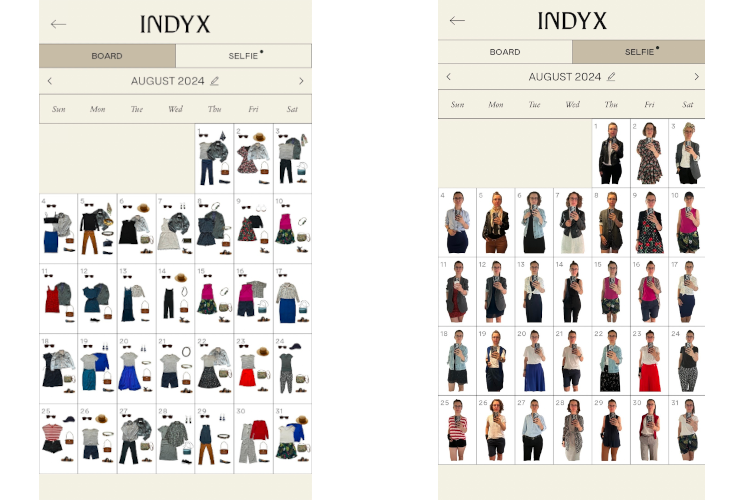 INDYX
BOARD SELFIE
AUGUST 2024
Sun Mon Tue Wed Thu Fri Sat
1 2 3
4 5 6 7 8 9 10
11 12 13 14 15 16 17
18 19 20 21 22 23 24
25 26 27 28 29 30 31
INDYX
BOARD SELFIE
AUGUST 2024
Sun Mon Tue Wed Thu Fri Sat
1 2 3
4 5 6 7 8 9 10
11 12 13 14 15 16 17
18 19 20 21 22 23 24
25 26 27 28 29 30 31